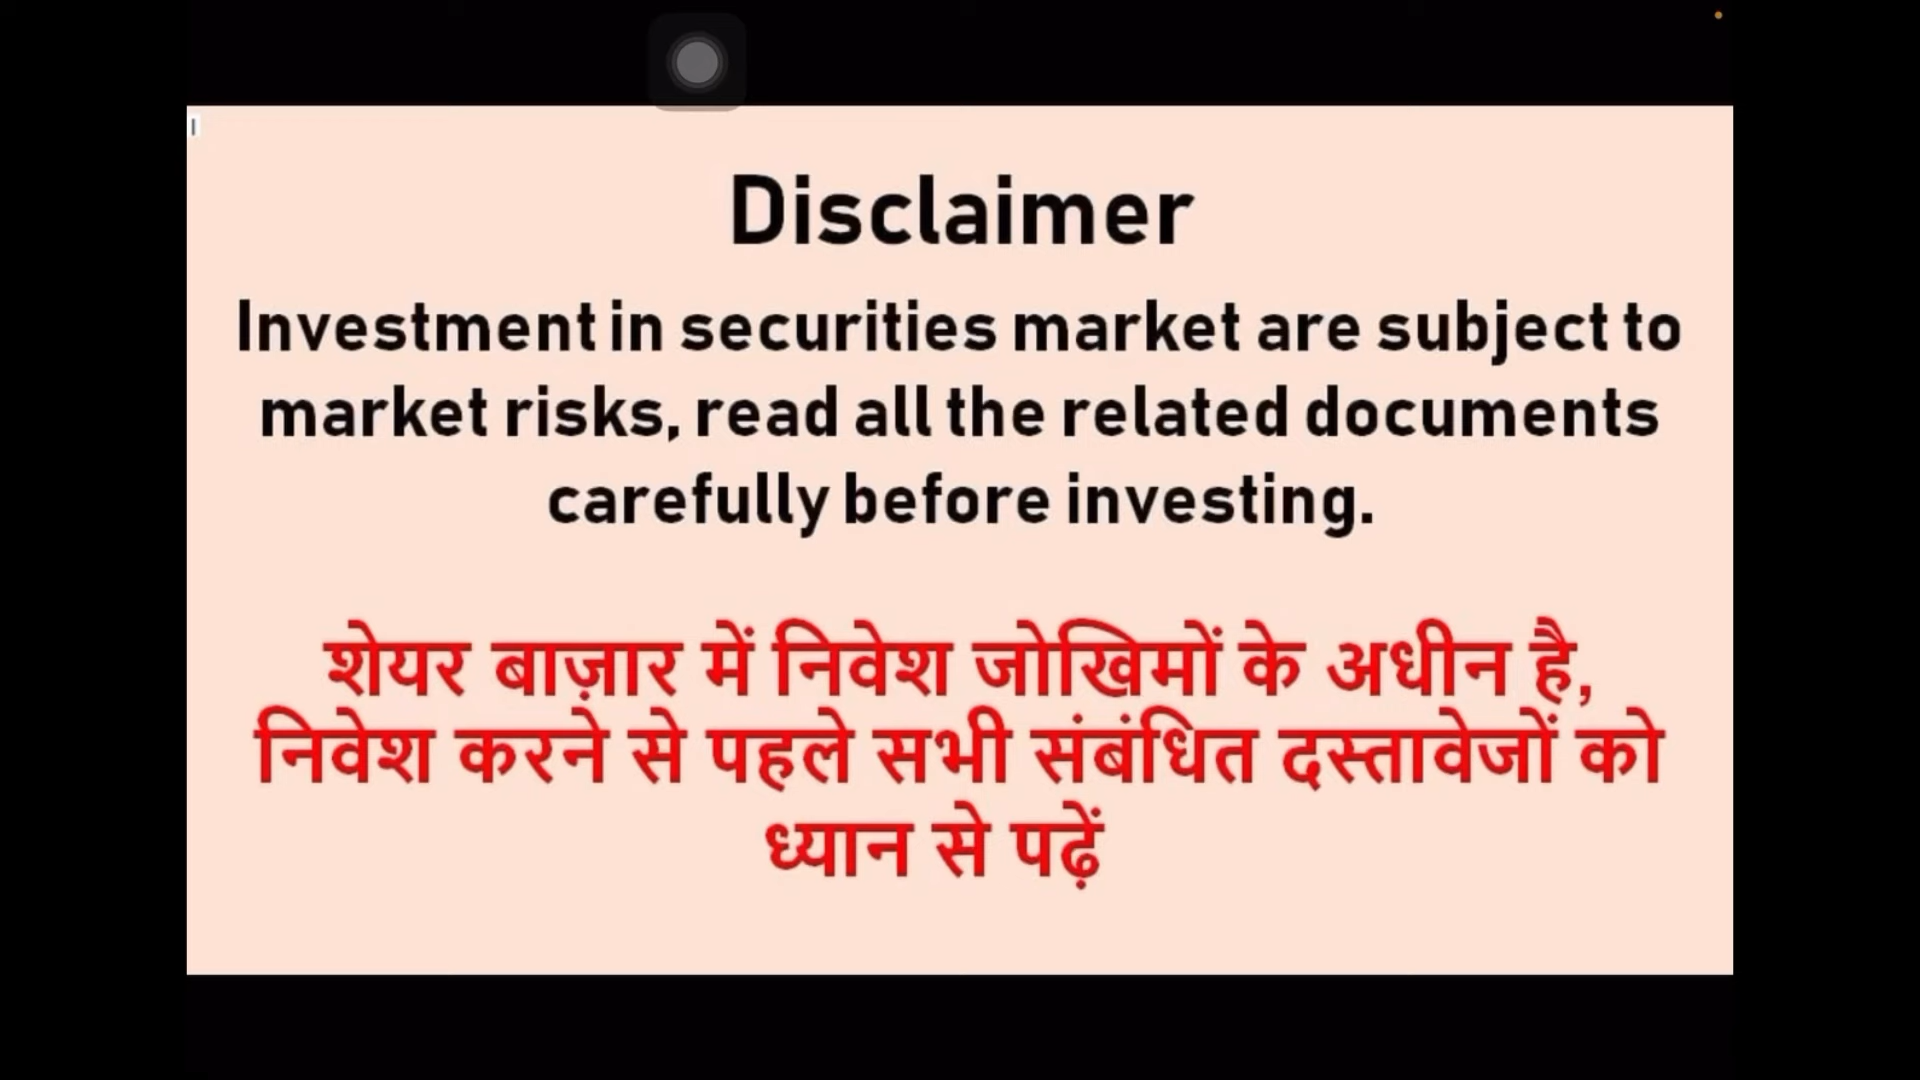 Disclaimer
Investment in securities market are subject to
market risks, read all the related documents
carefully before investing.
शेयर बाज़ार में निवेश जोखिमों के अधीन है,
निवेश करने से पहले सभी संबंधित दस्तावेजों को
ध्यान से पढ़ें